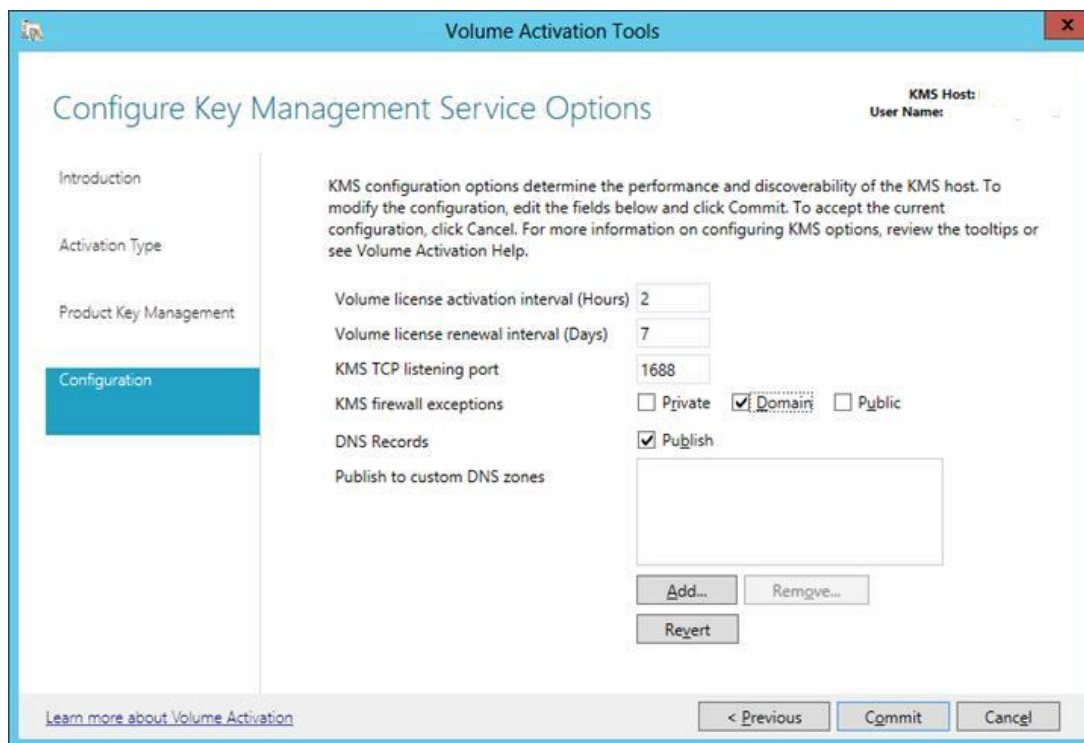 Volume Activation Tools
x
Configure Key Management Service Options
KMS Host:
User Name:
Introduction
Activation Type
Product Key Management
Configuration
KMS configuration options determine the performance and discoverability of the KMS host. To
modify the configuration, edit the fields below and click Commit. To accept the current
configuration, click Cancel. For more information on configuring KMS options, review the tooltips or
see Volume Activation Help.
Volume license activation interval (Hours) 2
Volume license renewal interval (Days) 7
KMS TCP listening port 1688
KMS firewall exceptions Private Domain Public
DNS Records Publish
Publish to custom DNS zones
Add... Remove...
Revert
Learn more about Volume Activation < Previous Commit Cancel